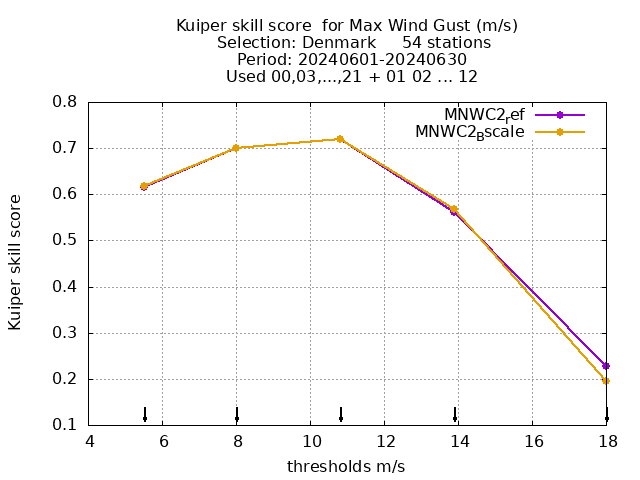 Kuiper skill score  for Max Wind Gust (m/s)
Selection: Denmark     54 stations
Period: 20240601-20240630
Used 00,03,...,21 + 01 02 ... 12
MNWC2ref
MNWC2Bscale
0.8
0.7
0.6
0.5
0.4
0.3
0.2
0.1
Kuiper skill score
4 6 8 10 12 14 16 18
thresholds m/s